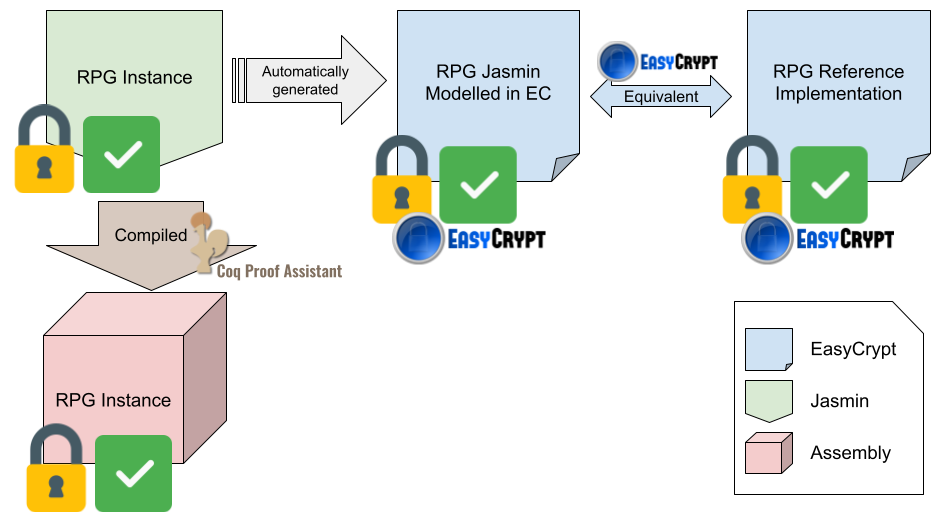 RPG Instance
Automatically
generated
RPG Jasmin
Modelled in EC
EASYCRYPT
Equivalent
RPG Reference
Implementation
EASYCRYPT
EASYCRYPT
Compiled
Coq Proof Assistant
RPG Instance
EasyCrypt
Jasmin
Assembly